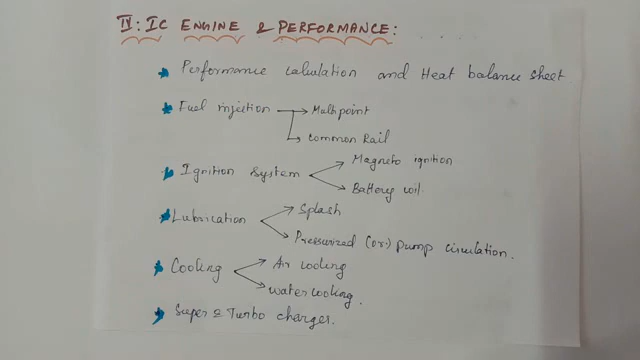 IV: IC ENGINE & PERFORMANCE:
Performance calculation and Heat balance sheet
Fuel injection → Multipoint
→ Common Rail
Ignition System → Magneto ignition
→ Battery coil.
Lubrication → Splash
→ Pressurized (or) pump circulation.
Cooling → Air cooling
→ water cooling.
Super & Turbo charger.